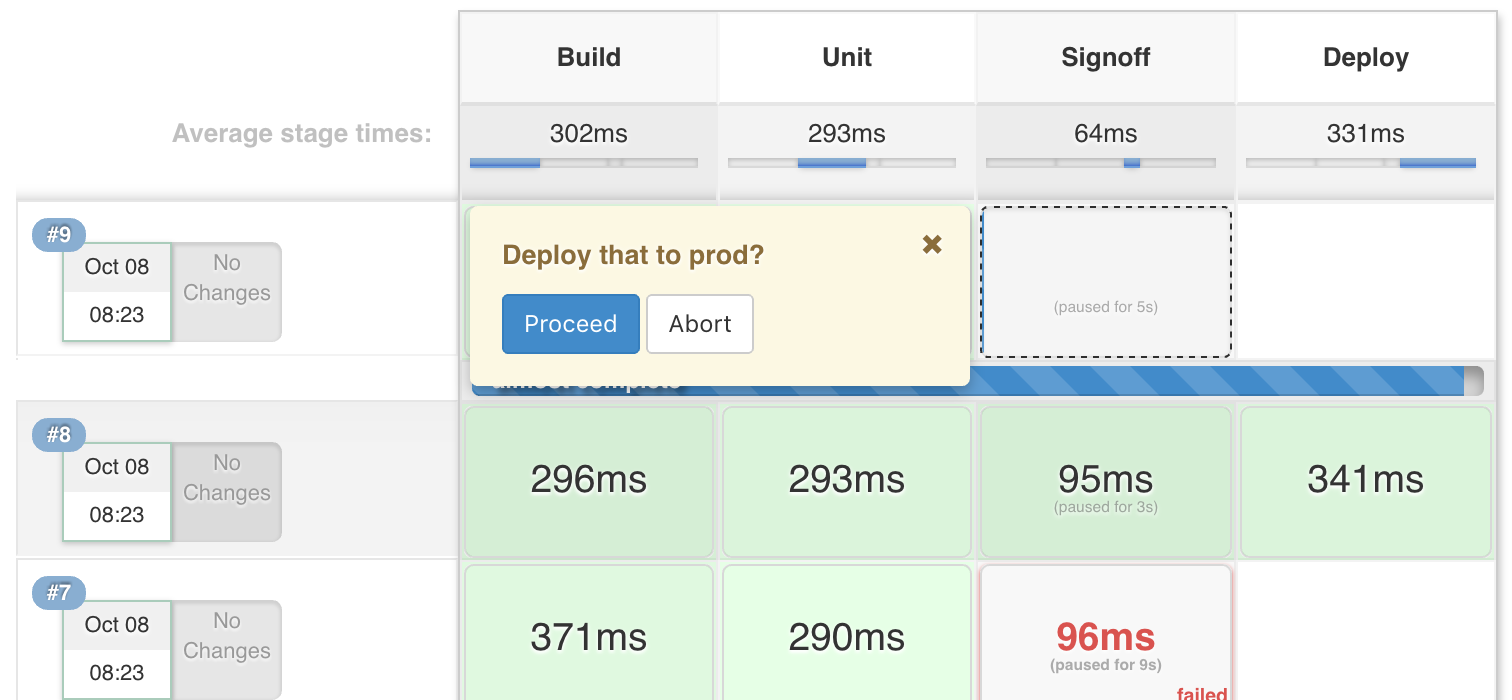 Build Unit Signoff Deploy
Average stage times: 302ms 293ms 64ms 331ms
#9
Oct 08
08:23
No
Changes
Deploy that to prod? ✖
Proceed Abort
(paused for 5s)
almost complete
#8
Oct 08
08:23
No
Changes
296ms 293ms 95ms 341ms
(paused for 3s)
#7
Oct 08
08:23
No
Changes
371ms 290ms 96ms
(paused for 9s)
failed